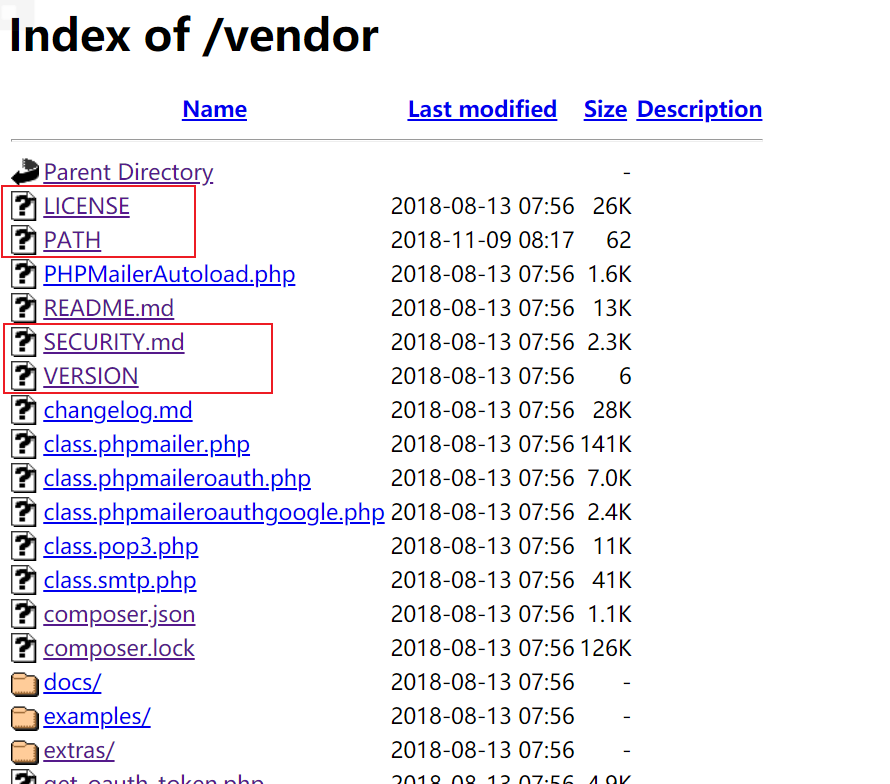 Index of /vendor
Name Last modified Size Description
Parent Directory -
LICENSE 2018-08-13 07:56 26K
PATH 2018-11-09 08:17 62
PHPMailerAutoload.php 2018-08-13 07:56 1.6K
README.md 2018-08-13 07:56 13K
SECURITY.md 2018-08-13 07:56 2.3K
VERSION 2018-08-13 07:56 6
changelog.md 2018-08-13 07:56 28K
class.phpmailer.php 2018-08-13 07:56 141K
class.phpmaileroauth.php 2018-08-13 07:56 7.0K
class.phpmaileroauthgoogle.php 2018-08-13 07:56 2.4K
class.pop3.php 2018-08-13 07:56 11K
class.smtp.php 2018-08-13 07:56 41K
composer.json 2018-08-13 07:56 1.1K
composer.lock 2018-08-13 07:56 126K
docs/ 2018-08-13 07:56 -
examples/ 2018-08-13 07:56 -
extras/ 2018-08-13 07:56 -
get_oauth_token.php 2018-08-13 07:56 4.9K